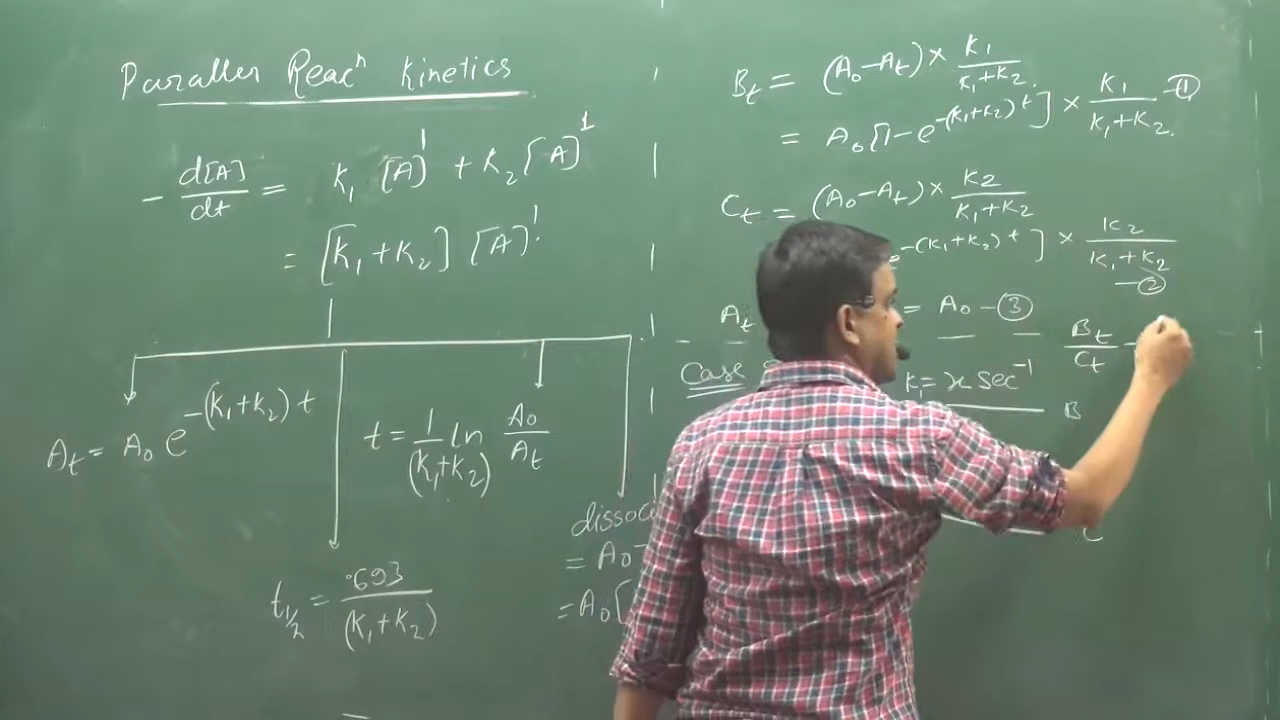 Paraller Reacⁿ Kinetics
- d[A]/dt = K₁ [A]¹ + K₂ [A]¹
= [K₁+K₂] [A]¹.
Aₜ = A₀ e^-(K₁+K₂)t
t = 1/(K₁+K₂) ln A₀/Aₜ
t½ = .693/(K₁+K₂)
= A₀
= A₀[
Bₜ = (A₀-Aₜ) × K₁/K₁+K₂.
= A₀[1-e^-(K₁+K₂)t] × K₁/K₁+K₂. -①
Cₜ = (A₀-Aₜ) × K₂/K₁+K₂
-(K₁+K₂)t] × K₂/K₁+K₂ -②
Aₜ = A₀ -③
Bₜ/Cₜ
Case K₁ = x sec⁻¹
B
C